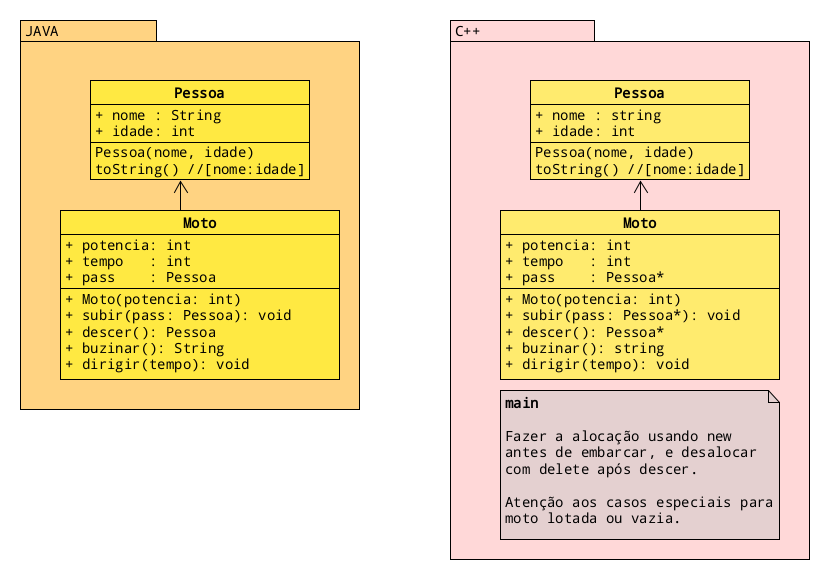 JAVA
Pessoa
+ nome : String
+ idade: int
Pessoa(nome, idade)
toString() //[nome:idade]
Moto
+ potencia: int
+ tempo   : int
+ pass    : Pessoa
+ Moto(potencia: int)
+ subir(pass: Pessoa): void
+ descer(): Pessoa
+ buzinar(): String
+ dirigir(tempo): void
C++
Pessoa
+ nome : string
+ idade: int
Pessoa(nome, idade)
toString() //[nome:idade]
Moto
+ potencia: int
+ tempo   : int
+ pass    : Pessoa*
+ Moto(potencia: int)
+ subir(pass: Pessoa*): void
+ descer(): Pessoa*
+ buzinar(): string
+ dirigir(tempo): void
main
Fazer a alocação usando new
antes de embarcar, e desalocar
com delete após descer.
Atenção aos casos especiais para
moto lotada ou vazia.